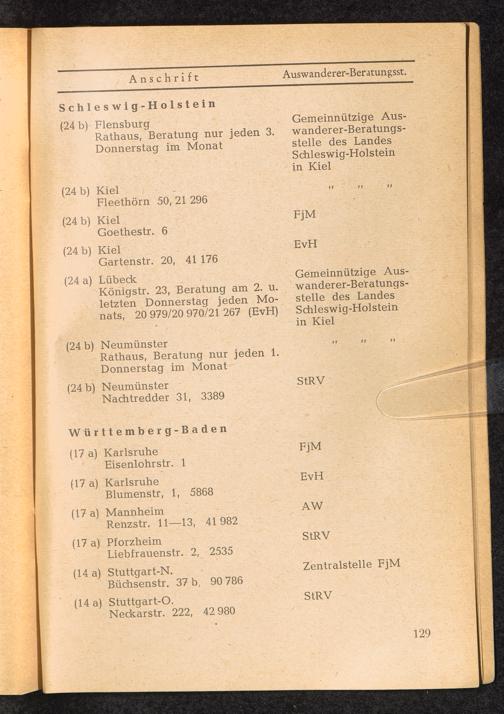 Anschrift Auswanderer-Beratungsst.
Schleswig-Holstein
(24 b) Flensburg
Rathaus, Beratung nur jeden 3.
Donnerstag im Monat
Gemeinnützige Aus-
wanderer-Beratungs-
stelle des Landes
Schleswig-Holstein
in Kiel
(24 b) Kiel
Fleethörn 50, 21 296
" " "
(24 b) Kiel
Goethestr. 6
FjM
(24 b) Kiel
Gartenstr. 20, 41 176
EvH
(24 a) Lübeck
Königstr. 23, Beratung am 2. u.
letzten Donnerstag jeden Mo-
nats, 20 979/20 970/21 267 (EvH)
Gemeinnützige Aus-
wanderer-Beratungs-
stelle des Landes
Schleswig-Holstein
in Kiel
(24 b) Neumünster
Rathaus, Beratung nur jeden 1.
Donnerstag im Monat
" " "
(24 b) Neumünster
Nachtredder 31, 3389
StRV
Württemberg-Baden
(17 a) Karlsruhe
Eisenlohrstr. 1
FjM
(17 a) Karlsruhe
Blumenstr, 1, 5868
EvH
(17 a) Mannheim
Renzstr. 11—13, 41 982
AW
(17 a) Pforzheim
Liebfrauenstr. 2, 2535
StRV
(14 a) Stuttgart-N.
Büchsenstr. 37 b, 90 786
Zentralstelle FjM
(14 a) Stuttgart-O.
Neckarstr. 222, 42 980
StRV
129